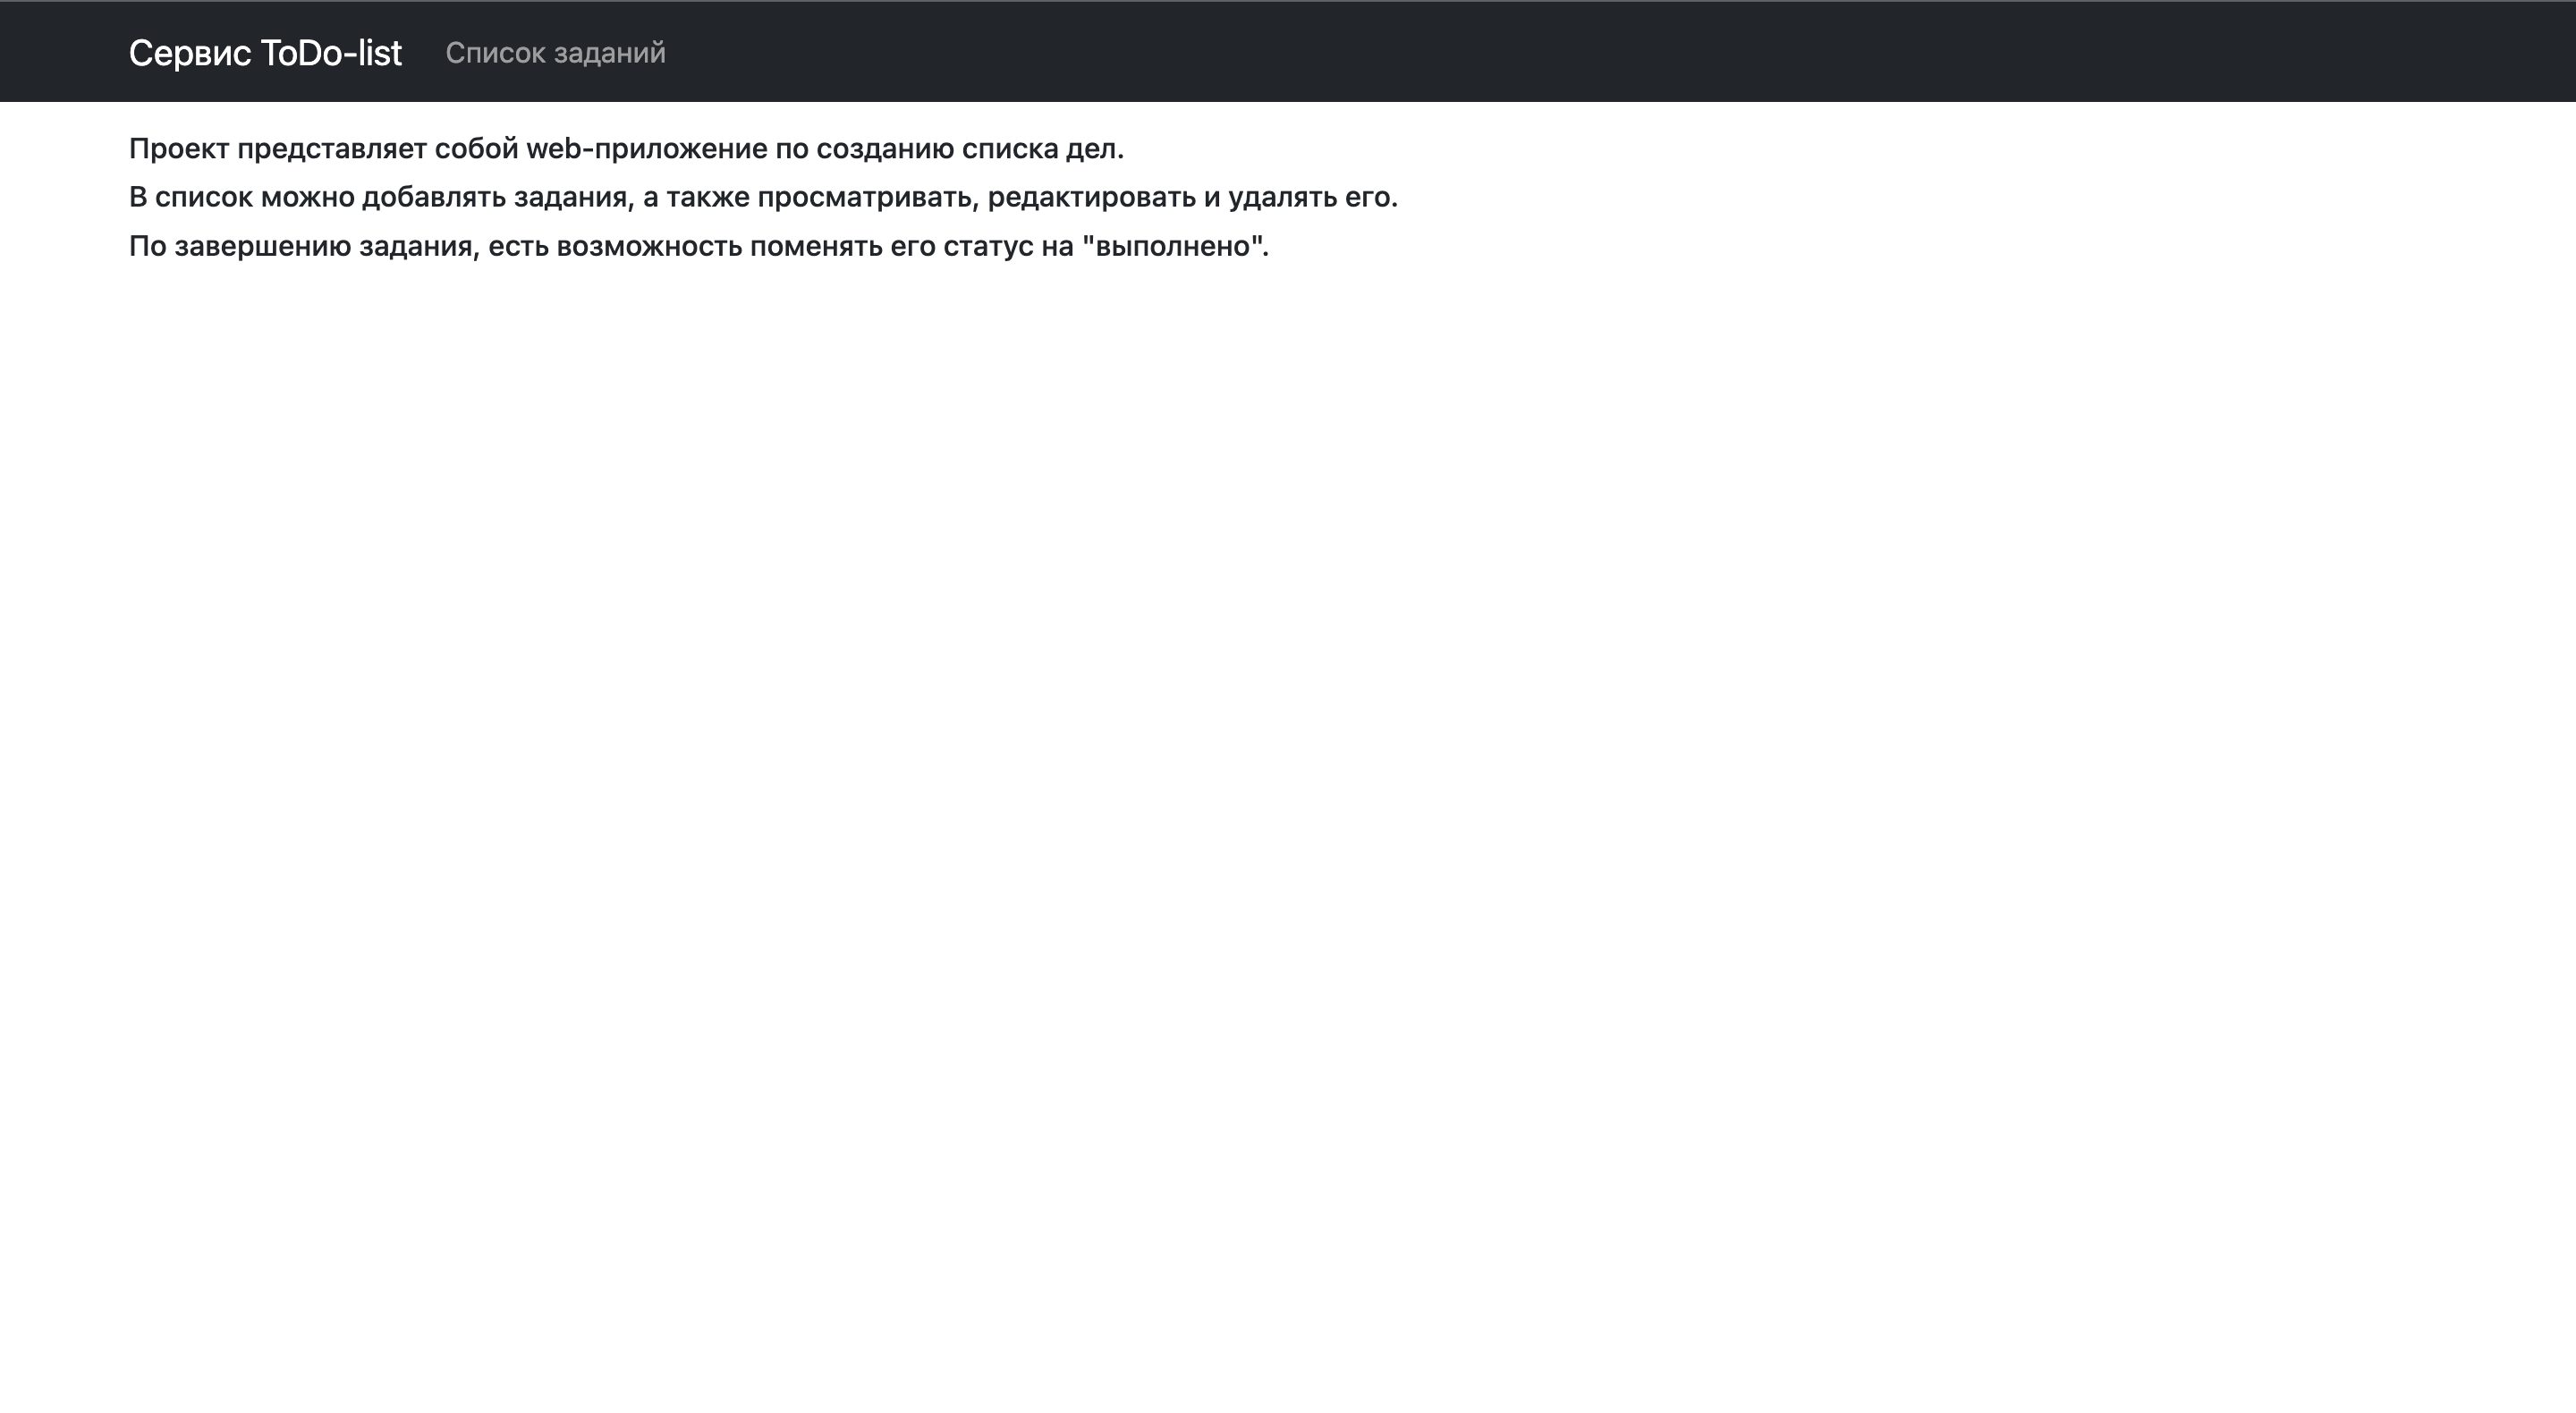 Сервис ToDo-list Список заданий
Проект представляет собой web-приложение по созданию списка дел.
В список можно добавлять задания, а также просматривать, редактировать и удалять его.
По завершению задания, есть возможность поменять его статус на "выполнено".